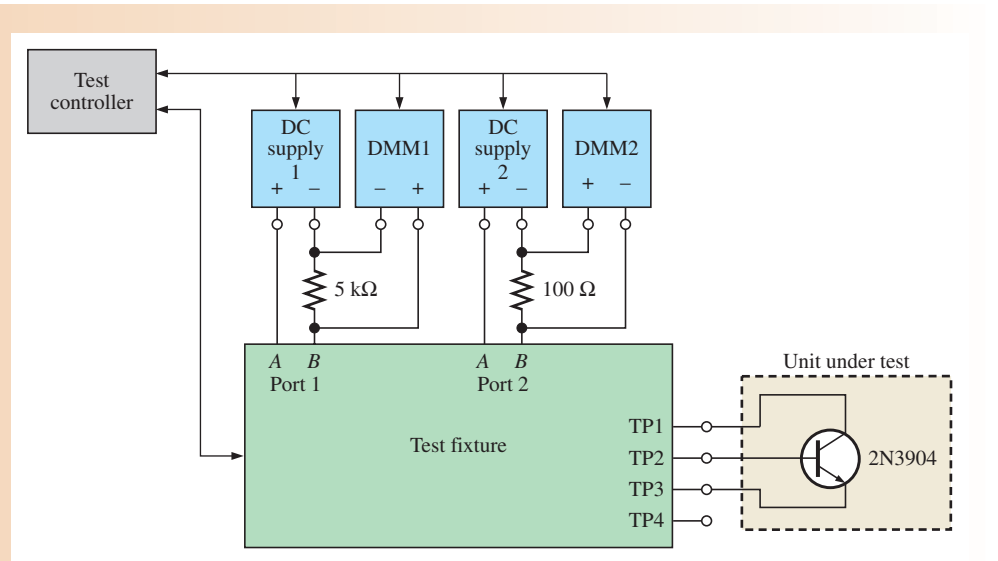 Test
controller
DC
supply
1
+ –
DMM1
– +
DC
supply
2
+ –
DMM2
+ –
5 kΩ
100 Ω
A B
Port 1
A B
Port 2
Unit under test
TP1
Test fixture
TP2
2N3904
TP3
TP4